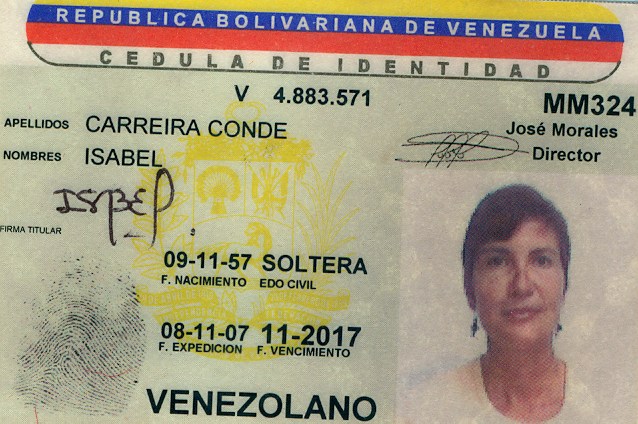 REPUBLICA BOLIVARIANA DE VENEZUELA
CEDULA DE IDENTIDAD
V 4.883.571
MM324
APELLIDOS CARREIRA CONDE
José Morales
Director
NOMBRES ISABEL
ISBEL
FIRMA TITULAR
09-11-57 SOLTERA
F. NACIMIENTO EDO CIVIL
08-11-07 11-2017
F. EXPEDICION F. VENCIMIENTO
VENEZOLANO